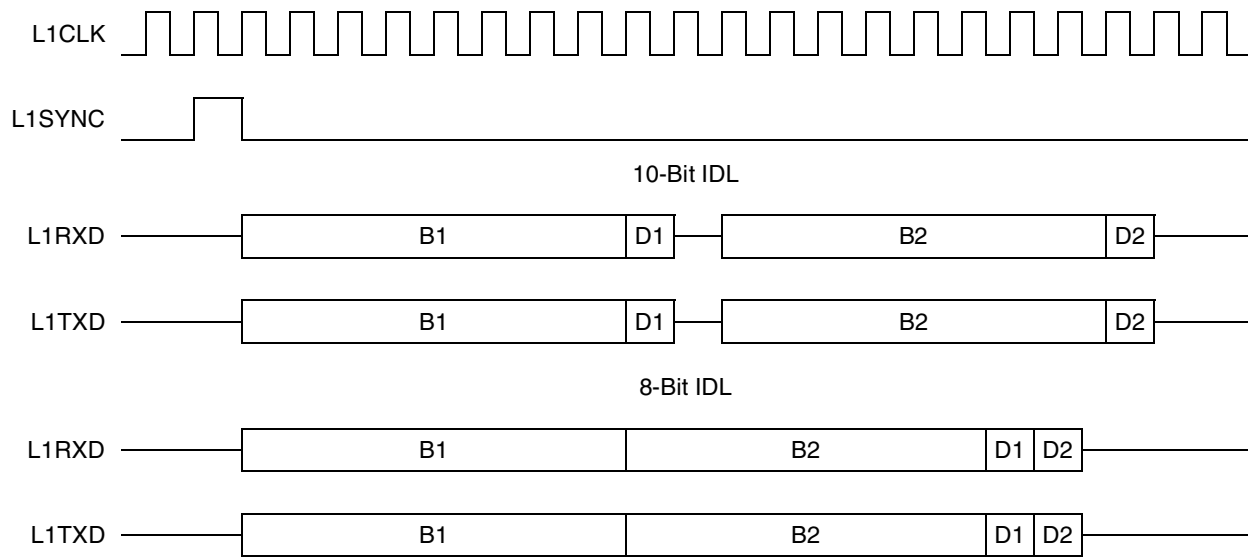 L1CLK
L1SYNC
10-Bit IDL
L1RXD B1 D1 B2 D2
L1TXD B1 D1 B2 D2
8-Bit IDL
L1RXD B1 B2 D1 D2
L1TXD B1 B2 D1 D2